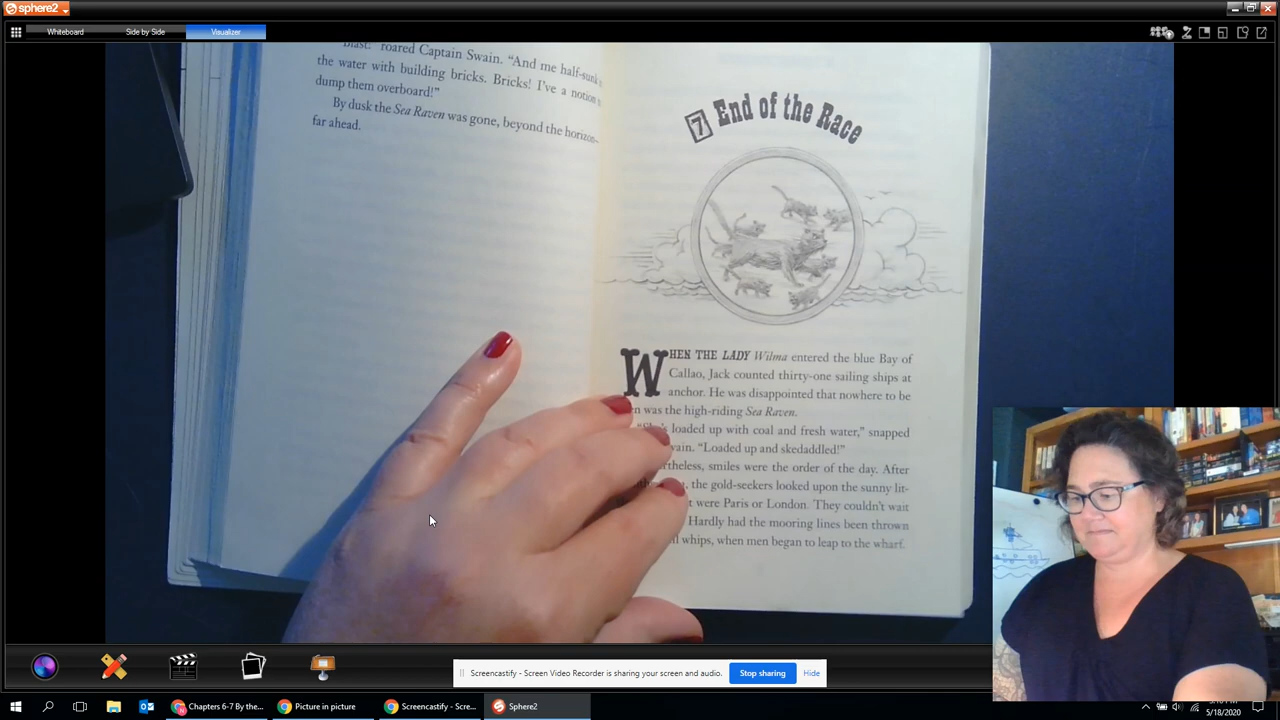 sphere2
Whiteboard
Side by Side
Visualizer
Blast!" roared Captain Swain. "And me half-sunk
the water with building bricks. Bricks! I've a notion
dump them overboard!"
By dusk the Sea Raven was gone, beyond the horizon—
far ahead.
7 End of the Race
WHEN THE LADY Wilma entered the blue Bay of
Callao, Jack counted thirty-one sailing ships at
anchor. He was disappointed that nowhere to be
was the high-riding Sea Raven.
"She's loaded up with coal and fresh water," snapped
"Loaded up and skedaddled!"
smiles were the order of the day. After
the gold-seekers looked upon the sunny lit-
were Paris or London. They couldn't wait
Hardly had the mooring lines been thrown
whips, when men began to leap to the wharf.
Screencastify - Screen Video Recorder is sharing your screen and audio.
Stop sharing
Hide
Chapters 6-7 By the...
Picture in picture
Screencastify - Scre...
Sphere2
5/18/2020